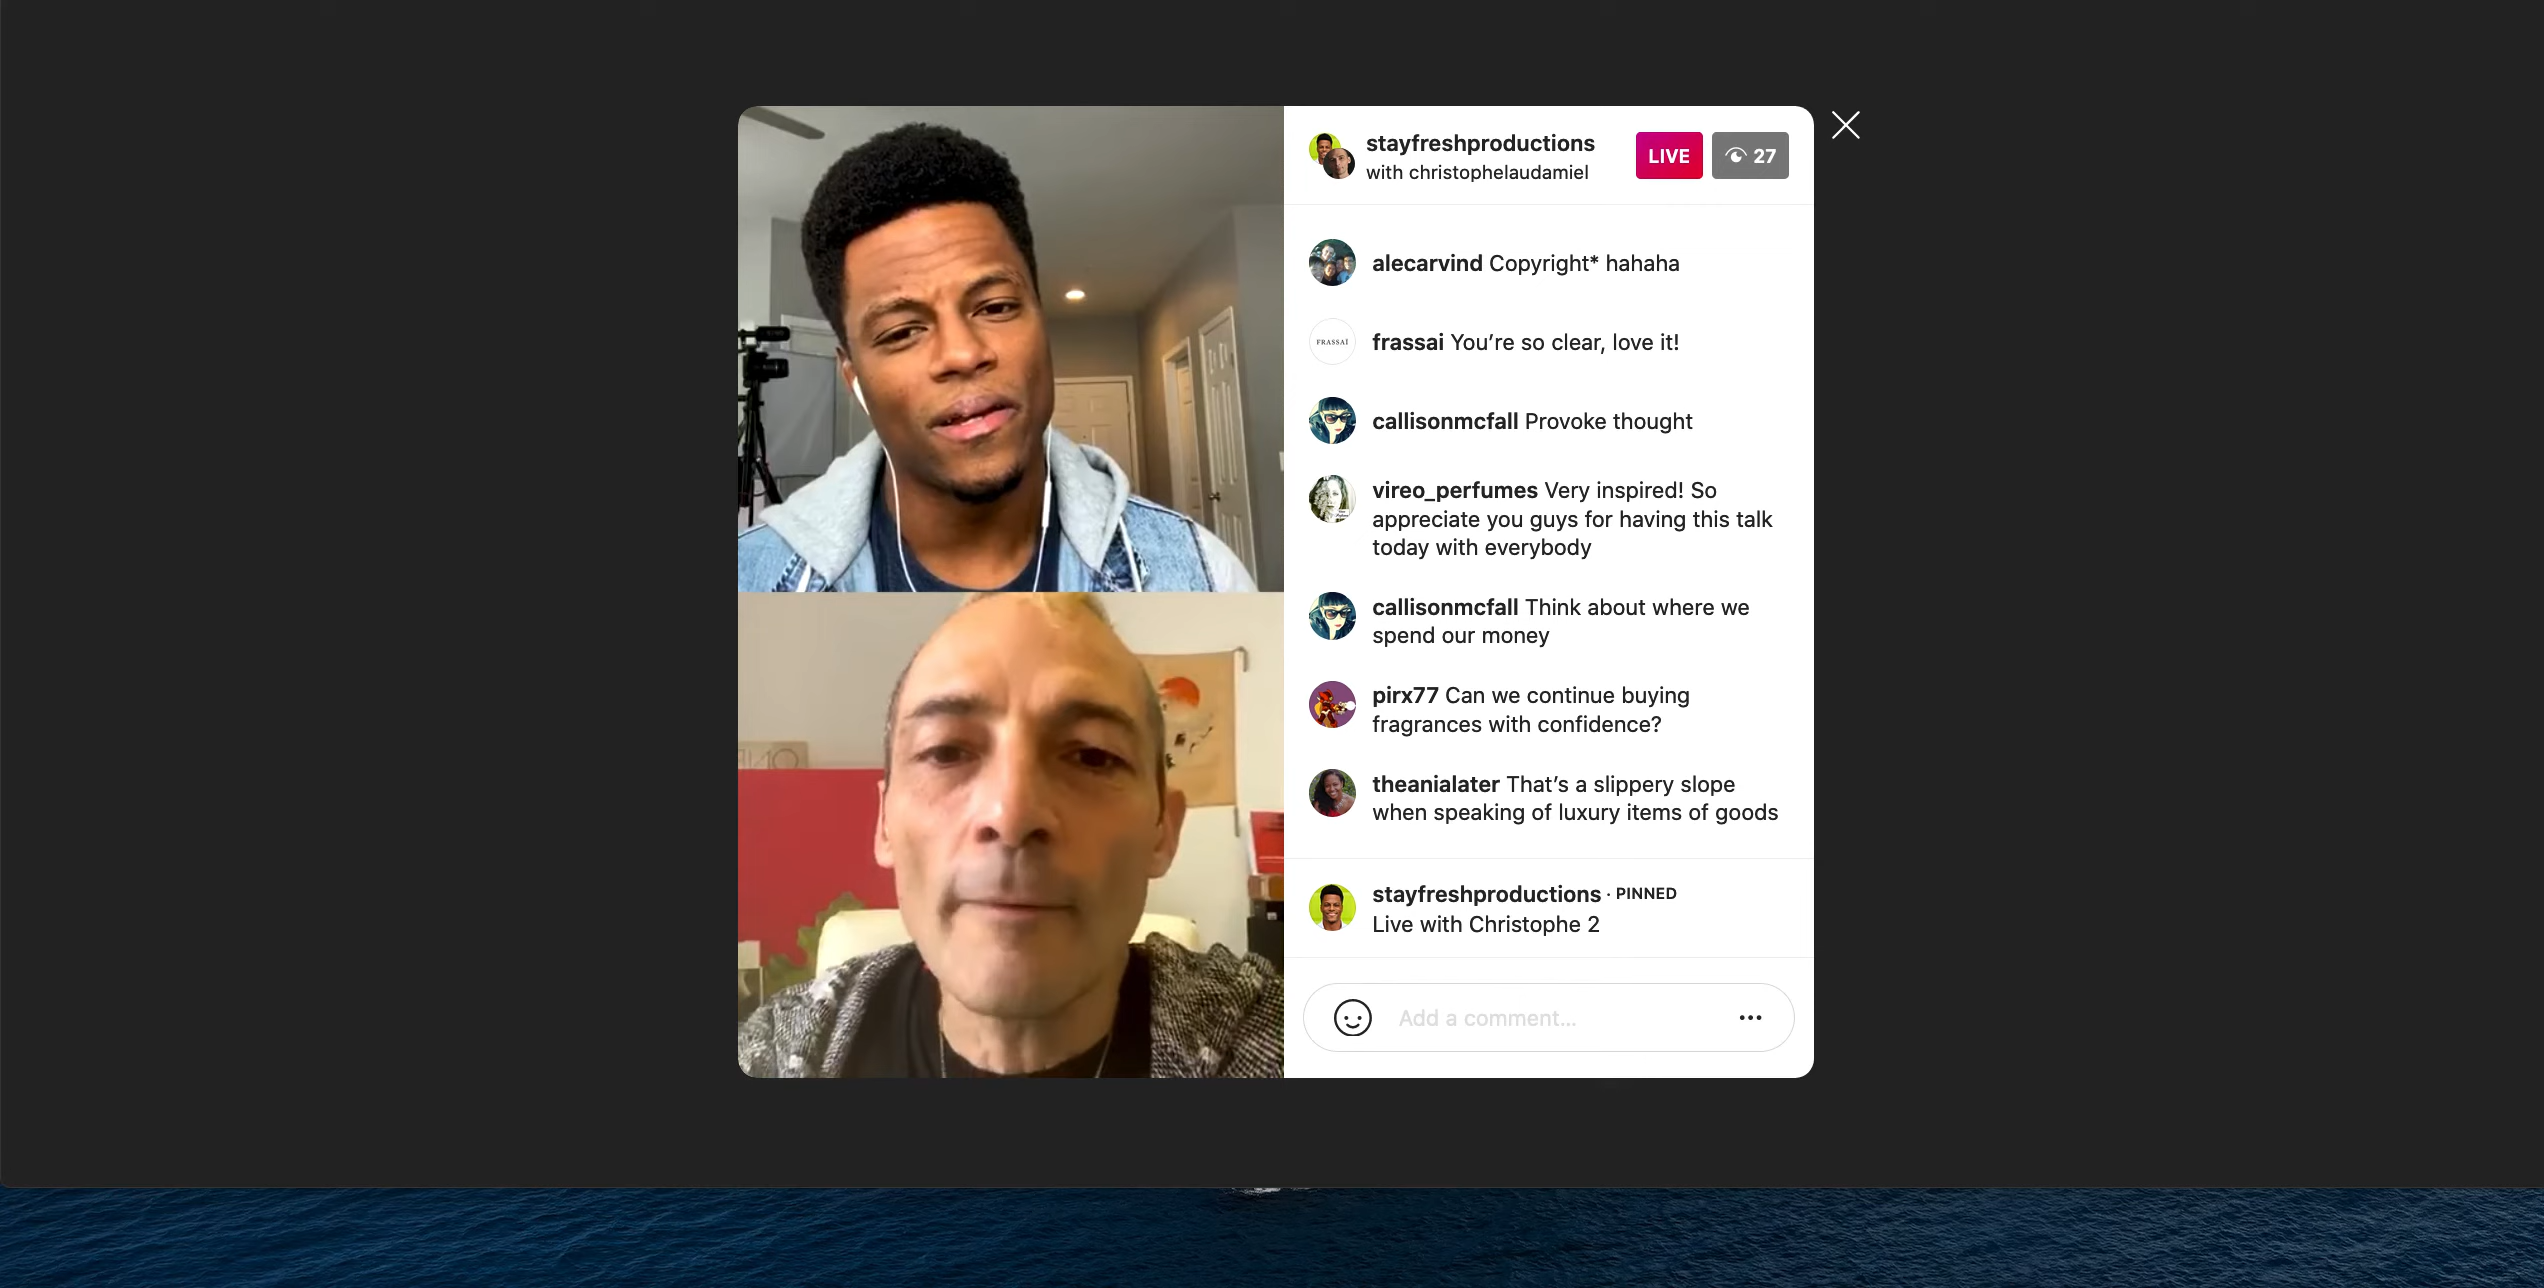 stayfreshproductions
with christophelaudamiel
LIVE
27
alecarvind Copyright* hahaha
FRASSAÏ
frassai You’re so clear, love it!
callisonmcfall Provoke thought
vireo_perfumes Very inspired! So
appreciate you guys for having this talk
today with everybody
callisonmcfall Think about where we
spend our money
pirx77 Can we continue buying
fragrances with confidence?
theanialater That’s a slippery slope
when speaking of luxury items of goods
stayfreshproductions · PINNED
Live with Christophe 2
Add a comment...